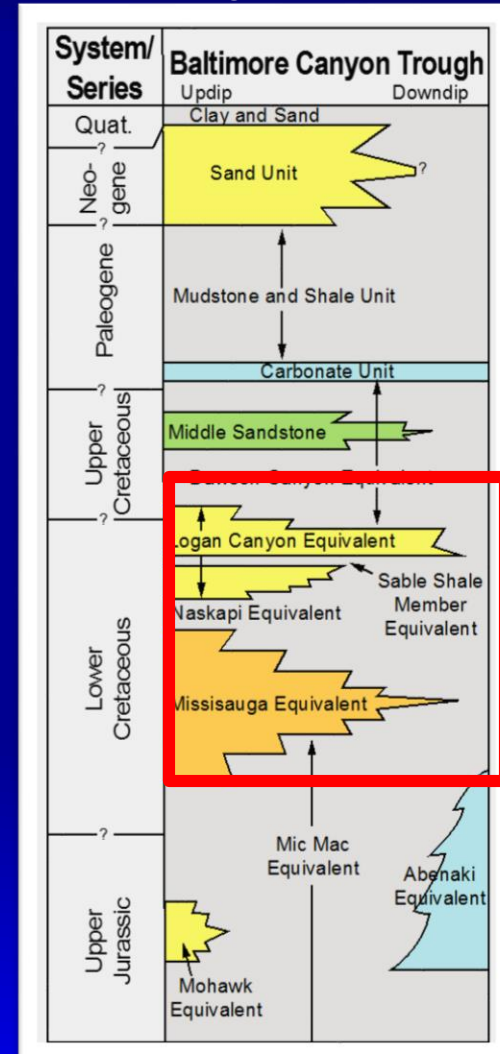 System/
Series
Baltimore Canyon Trough
Updip
Downdip
Quat.
Clay and Sand
?
Neo-
gene
Sand Unit
?
?
Paleogene
Mudstone and Shale Unit
Carbonate Unit
?
Upper
Cretaceous
Middle Sandstone
Canyon
?
Logan Canyon Equivalent
Sable Shale
Member
Equivalent
Naskapi Equivalent
Lower
Cretaceous
Missisauga Equivalent
?
Mic Mac
Equivalent
Abenaki
Equivalent
Upper
Jurassic
Mohawk
Equivalent